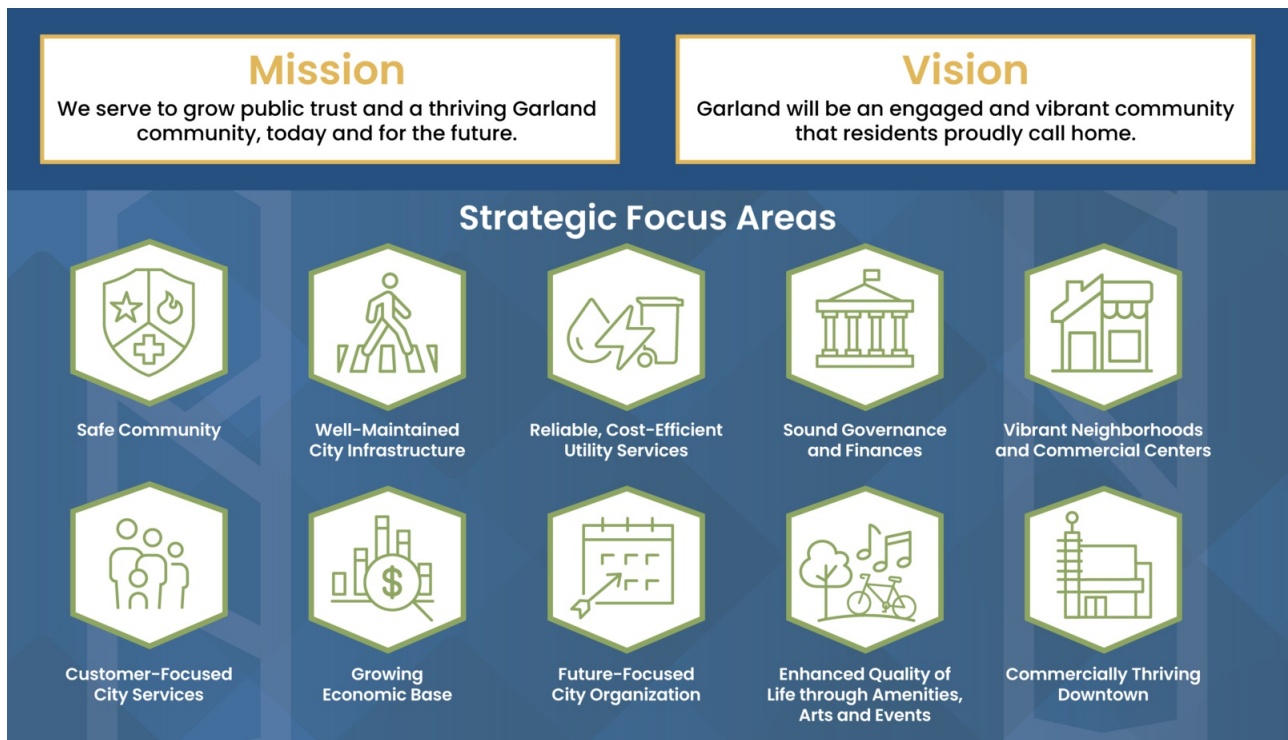 Mission
We serve to grow public trust and a thriving Garland
community, today and for the future.
Vision
Garland will be an engaged and vibrant community
that residents proudly call home.
Strategic Focus Areas
Safe Community
Well-Maintained
City Infrastructure
Reliable, Cost-Efficient
Utility Services
Sound Governance
and Finances
Vibrant Neighborhoods
and Commercial Centers
$
Customer-Focused
City Services
Growing
Economic Base
Future-Focused
City Organization
Enhanced Quality of
Life through Amenities,
Arts and Events
Commercially Thriving
Downtown